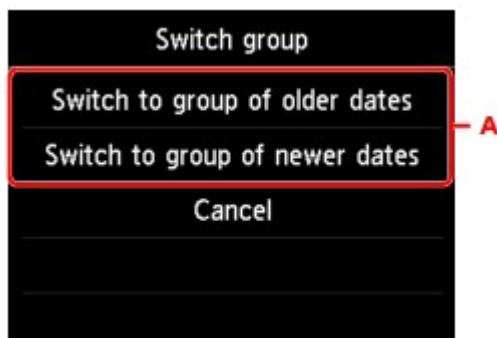 Switch group
Switch to group of older dates
A
Switch to group of newer dates
Cancel